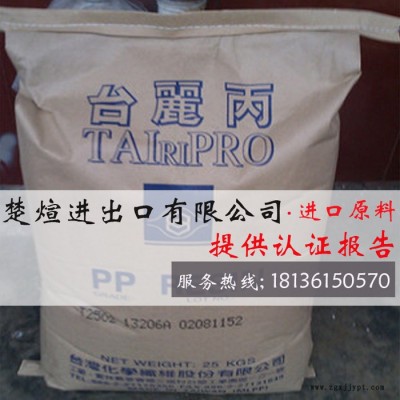 台麗丙
TAIRIPRO
楚煊进出口有限公司·进口原料
提供认证报告
服务热线: 18136150570
PP
T2502 13206A 02081152
NET WEIGHT: 25 KGS
台灣化學纖維股份有限公司